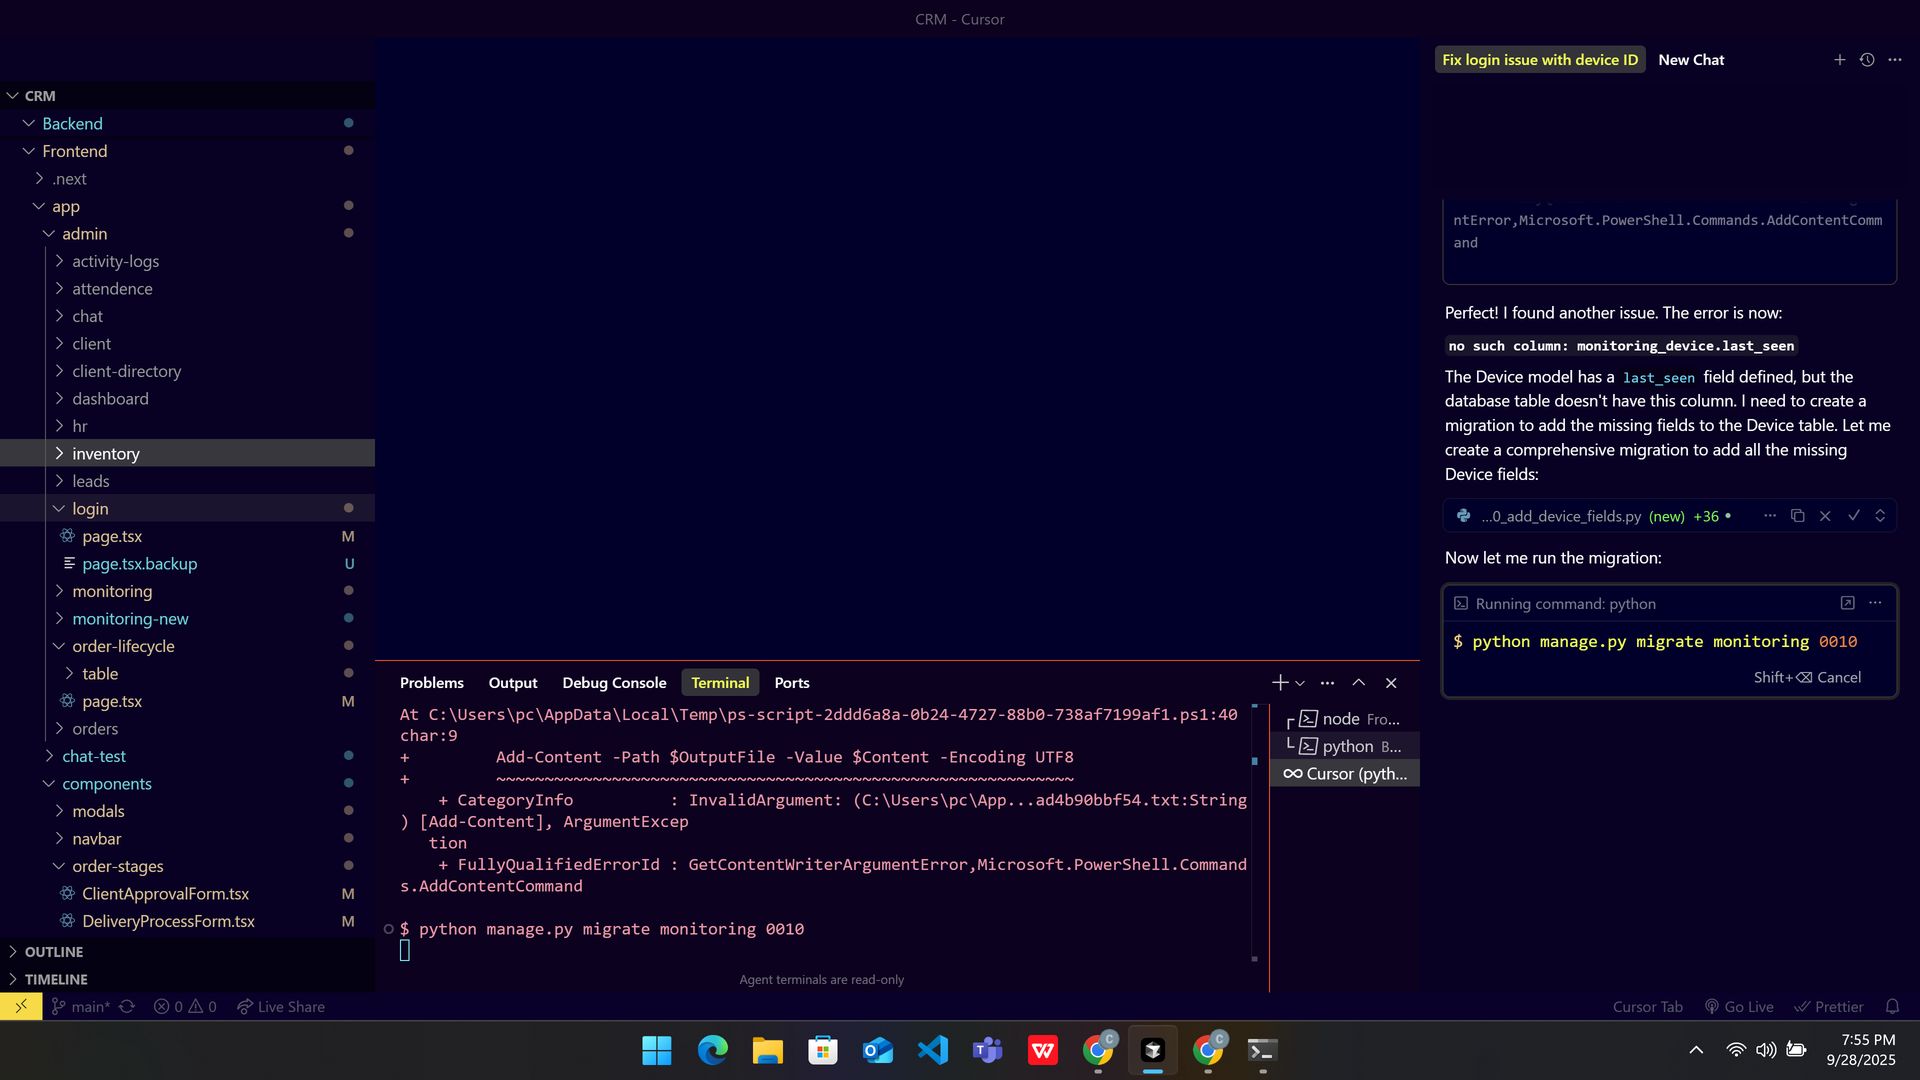 CRM - Cursor
CRM
Backend
Frontend
.next
app
admin
activity-logs
attendence
chat
client
client-directory
dashboard
hr
inventory
leads
login
page.tsx M
page.tsx.backup U
monitoring
monitoring-new
order-lifecycle
table
page.tsx M
orders
chat-test
components
modals
navbar
order-stages
ClientApprovalForm.tsx M
DeliveryProcessForm.tsx M
OUTLINE
TIMELINE
Problems Output Debug Console Terminal Ports
At C:\Users\pc\AppData\Local\Temp\ps-script-2ddd6a8a-0b24-4727-88b0-738af7199af1.ps1:40
char:9
+         Add-Content -Path $OutputFile -Value $Content -Encoding UTF8
+         ~~~~~~~~~~~~~~~~~~~~~~~~~~~~~~~~~~~~~~~~~~~~~~~~~~~~~~~~~~~~
    + CategoryInfo          : InvalidArgument: (C:\Users\pc\App...ad4b90bbf54.txt:String
) [Add-Content], ArgumentExcep
   tion
    + FullyQualifiedErrorId : GetContentWriterArgumentError,Microsoft.PowerShell.Command
s.AddContentCommand
$ python manage.py migrate monitoring 0010
Agent terminals are read-only
node Fro...
python B...
Cursor (pyth...
Fix login issue with device ID New Chat
ntError,Microsoft.PowerShell.Commands.AddContentComm
and
Perfect! I found another issue. The error is now:
no such column: monitoring_device.last_seen
The Device model has a last_seen field defined, but the
database table doesn't have this column. I need to create a
migration to add the missing fields to the Device table. Let me
create a comprehensive migration to add all the missing
Device fields:
...0_add_device_fields.py (new) +36
Now let me run the migration:
Running command: python
$ python manage.py migrate monitoring 0010
Shift+⌫ Cancel
main* 0 0 Live Share
Cursor Tab Go Live Prettier
7:55 PM
9/28/2025